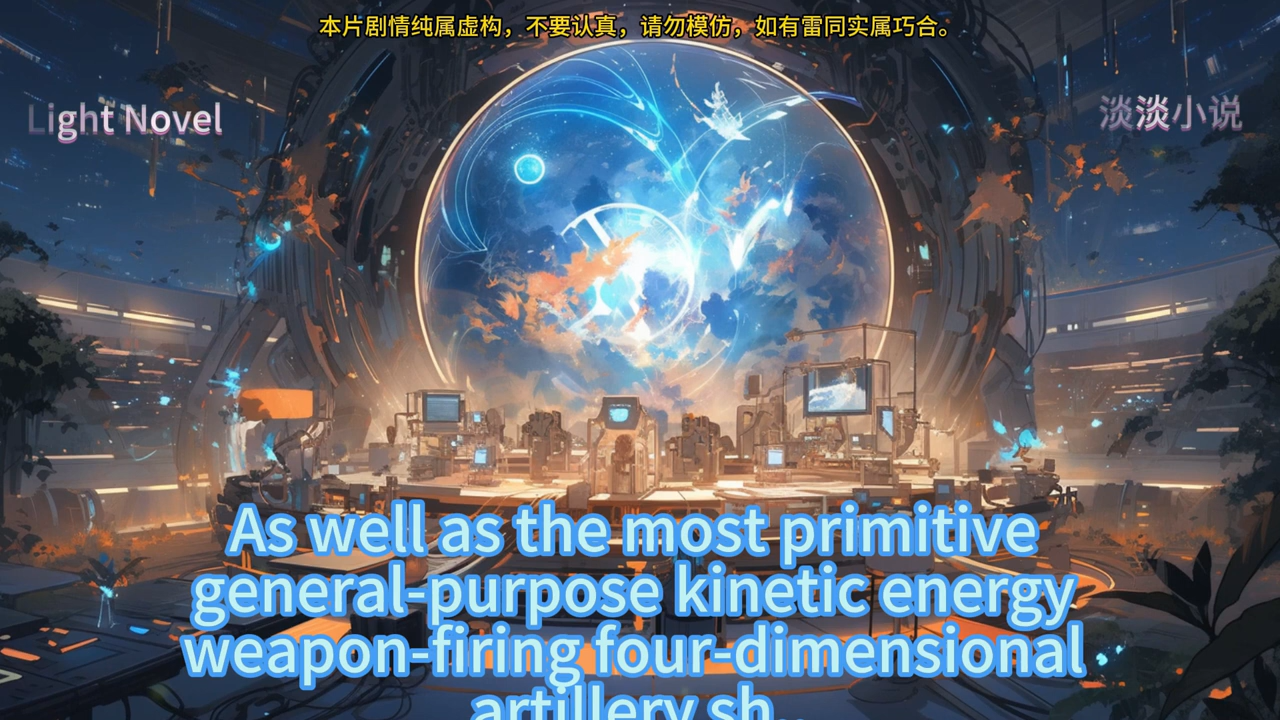 本片剧情纯属虚构，不要认真，请勿模仿，如有雷同实属巧合。
Light Novel
淡淡小说
As well as the most primitive
general-purpose kinetic energy
weapon-firing four-dimensional
artillery sh...